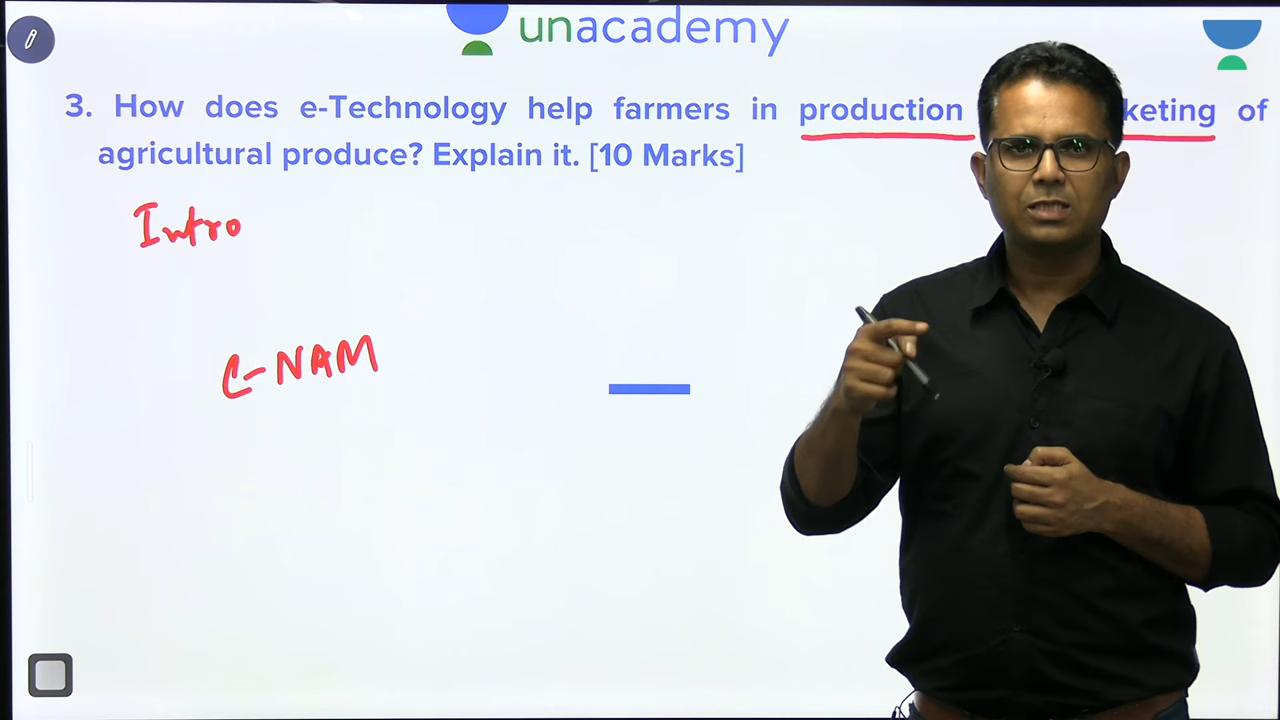 unacademy
3. How does e-Technology help farmers in production keting of
agricultural produce? Explain it. [10 Marks]
Intro
e-NAM